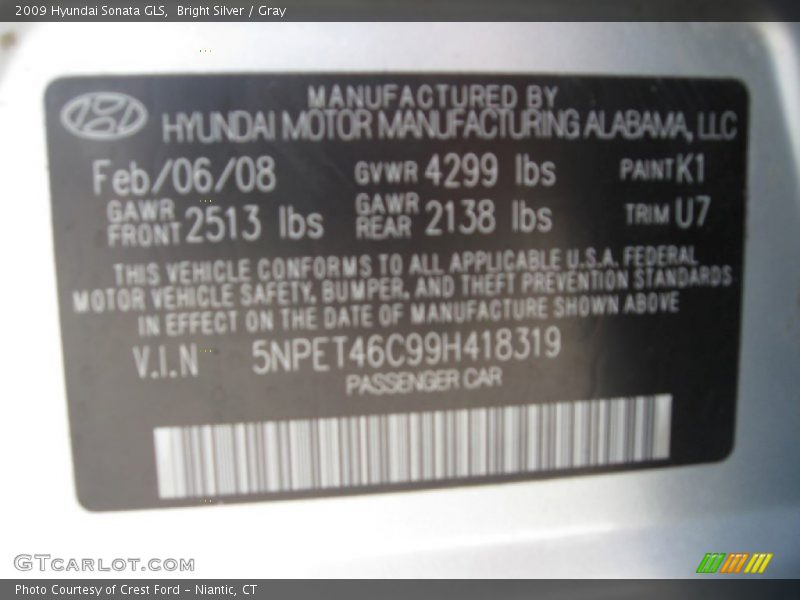 2009 Hyundai Sonata GLS, Bright Silver / Gray
MANUFACTURED BY
HYUNDAI MOTOR MANUFACTURING ALABAMA, LLC
Feb/06/08 GVWR 4299 lbs PAINT K1
GAWR FRONT 2513 lbs GAWR REAR 2138 lbs TRIM U7
THIS VEHICLE CONFORMS TO ALL APPLICABLE U.S.A. FEDERAL
MOTOR VEHICLE SAFETY, BUMPER, AND THEFT PREVENTION STANDARDS
IN EFFECT ON THE DATE OF MANUFACTURE SHOWN ABOVE
V.I.N 5NPET46C99H418319
PASSENGER CAR
GTCARLOT.COM
Photo Courtesy of Crest Ford - Niantic, CT